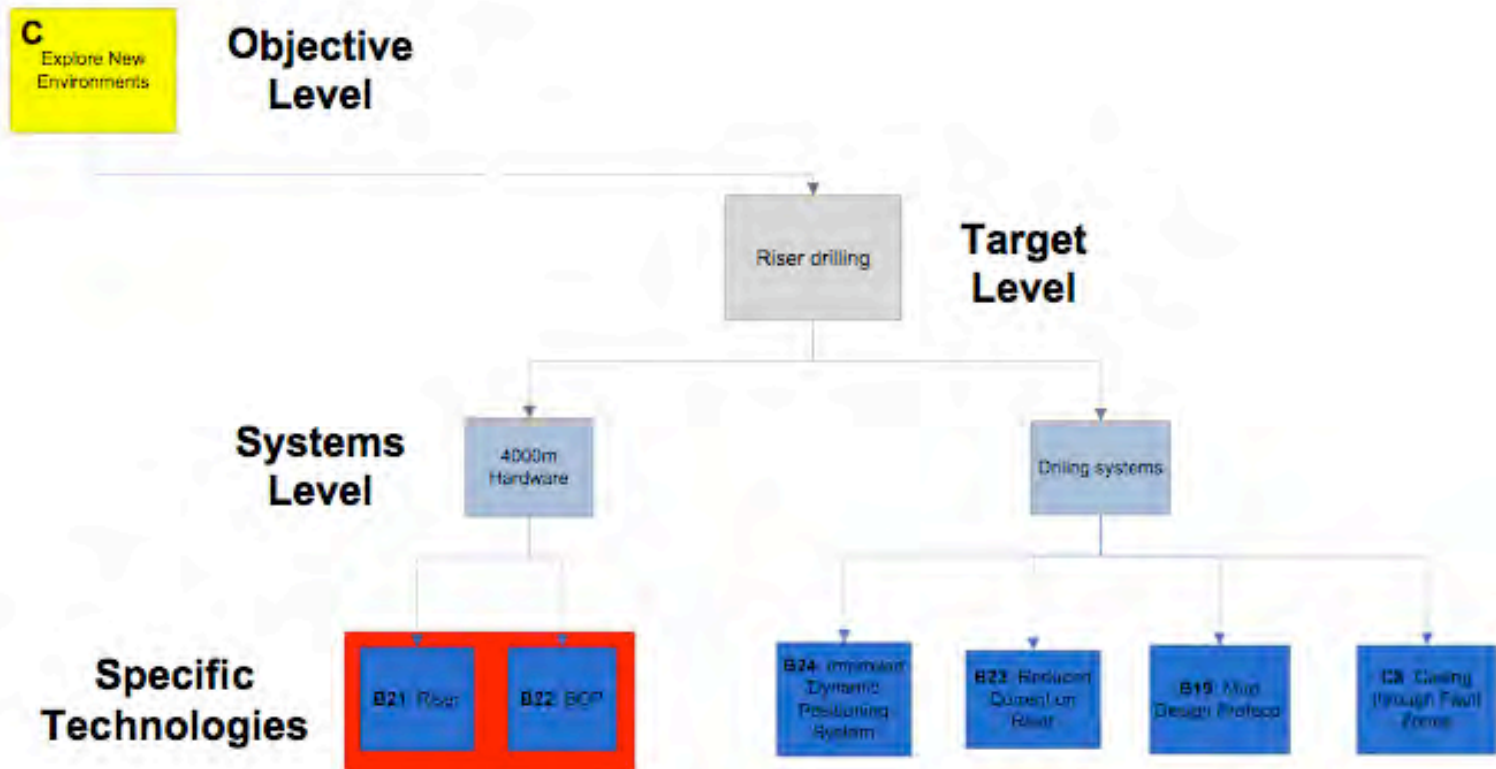 C
Explore New
Environments
Objective
Level
Riser drilling
Target
Level
Systems
Level
4000m
Hardware
Driling systems
Specific
Technologies
B21: Riser
B22: BOP
B24: Improved
Dynamic
Positioning
System
B23: Reduced
Current on
Riser
B19: Mud
Design Protocol
C8: Casing
through Fault
Zones